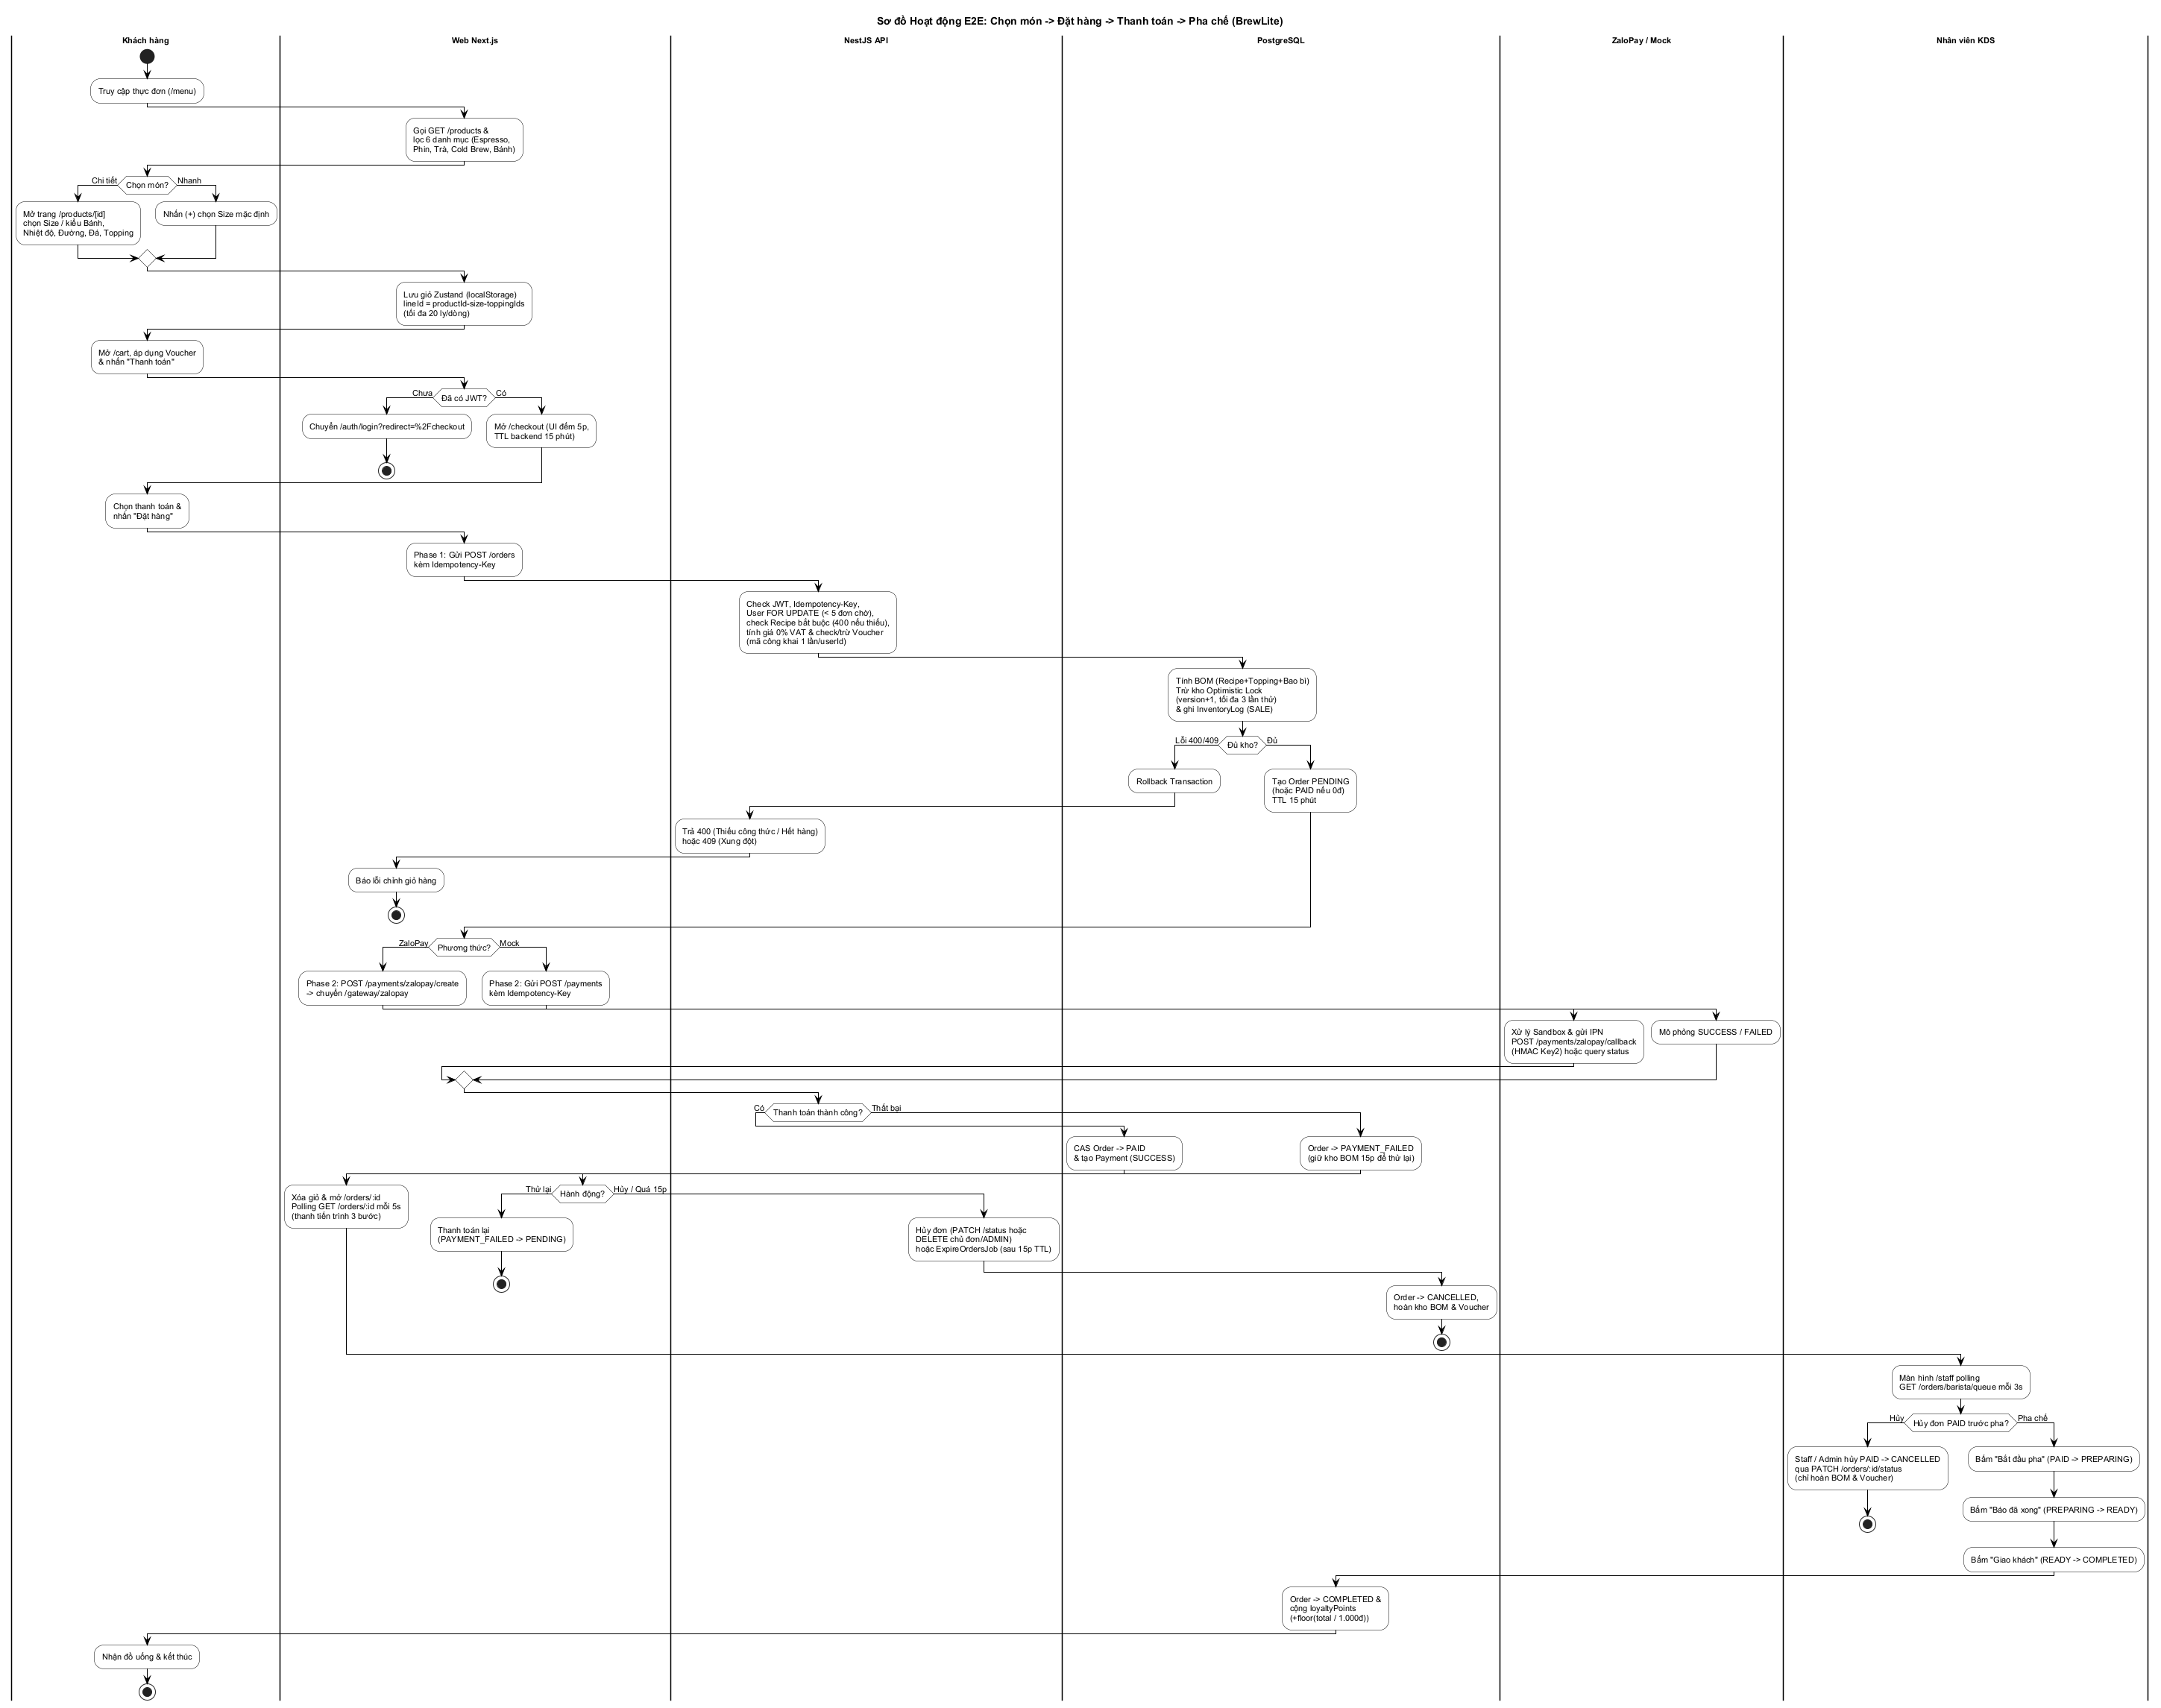 Sơ đồ Hoạt động E2E: Chọn món -> Đặt hàng -> Thanh toán -> Pha chế (BrewLite)
Khách hàng
Web Next.js
NestJS API
PostgreSQL
ZaloPay / Mock
Nhân viên KDS
Truy cập thực đơn (/menu)
Gọi GET /products &
lọc 6 danh mục (Espresso,
Phin, Trà, Cold Brew, Bánh)
Chi tiết
Chọn món?
Nhanh
Mở trang /products/[id]
chọn Size / kiểu Bánh,
Nhiệt độ, Đường, Đá, Topping
Nhấn (+) chọn Size mặc định
Lưu giỏ Zustand (localStorage)
lineId = productId-size-toppingIds
(tối đa 20 ly/dòng)
Mở /cart, áp dụng Voucher
& nhấn "Thanh toán"
Chưa
Đã có JWT?
Có
Chuyển /auth/login?redirect=%2Fcheckout
Mở /checkout (UI đếm 5p,
TTL backend 15 phút)
Chọn thanh toán &
nhấn "Đặt hàng"
Phase 1: Gửi POST /orders
kèm Idempotency-Key
Check JWT, Idempotency-Key,
User FOR UPDATE (< 5 đơn chờ),
check Recipe bắt buộc (400 nếu thiếu),
tính giá 0% VAT & check/trừ Voucher
(mã công khai 1 lần/userId)
Tính BOM (Recipe+Topping+Bao bì)
Trừ kho Optimistic Lock
(version+1, tối đa 3 lần thử)
& ghi InventoryLog (SALE)
Lỗi 400/409
Đủ kho?
Đủ
Rollback Transaction
Tạo Order PENDING
(hoặc PAID nếu 0đ)
TTL 15 phút
Trả 400 (Thiếu công thức / Hết hàng)
hoặc 409 (Xung đột)
Báo lỗi chỉnh giỏ hàng
ZaloPay
Phương thức?
Mock
Phase 2: POST /payments/zalopay/create
-> chuyển /gateway/zalopay
Phase 2: Gửi POST /payments
kèm Idempotency-Key
Xử lý Sandbox & gửi IPN
POST /payments/zalopay/callback
(HMAC Key2) hoặc query status
Mô phỏng SUCCESS / FAILED
Có
Thanh toán thành công?
Thất bại
CAS Order -> PAID
& tạo Payment (SUCCESS)
Order -> PAYMENT_FAILED
(giữ kho BOM 15p để thử lại)
Xóa giỏ & mở /orders/:id
Polling GET /orders/:id mỗi 5s
(thanh tiến trình 3 bước)
Thử lại
Hành động?
Hủy / Quá 15p
Thanh toán lại
(PAYMENT_FAILED -> PENDING)
Hủy đơn (PATCH /status hoặc
DELETE chủ đơn/ADMIN)
hoặc ExpireOrdersJob (sau 15p TTL)
Order -> CANCELLED,
hoàn kho BOM & Voucher
Màn hình /staff polling
GET /orders/barista/queue mỗi 3s
Hủy
Hủy đơn PAID trước pha?
Pha chế
Staff / Admin hủy PAID -> CANCELLED
qua PATCH /orders/:id/status
(chỉ hoàn BOM & Voucher)
Bấm "Bắt đầu pha" (PAID -> PREPARING)
Bấm "Báo đã xong" (PREPARING -> READY)
Bấm "Giao khách" (READY -> COMPLETED)
Order -> COMPLETED &
cộng loyaltyPoints
(+floor(total / 1.000đ))
Nhận đồ uống & kết thúc